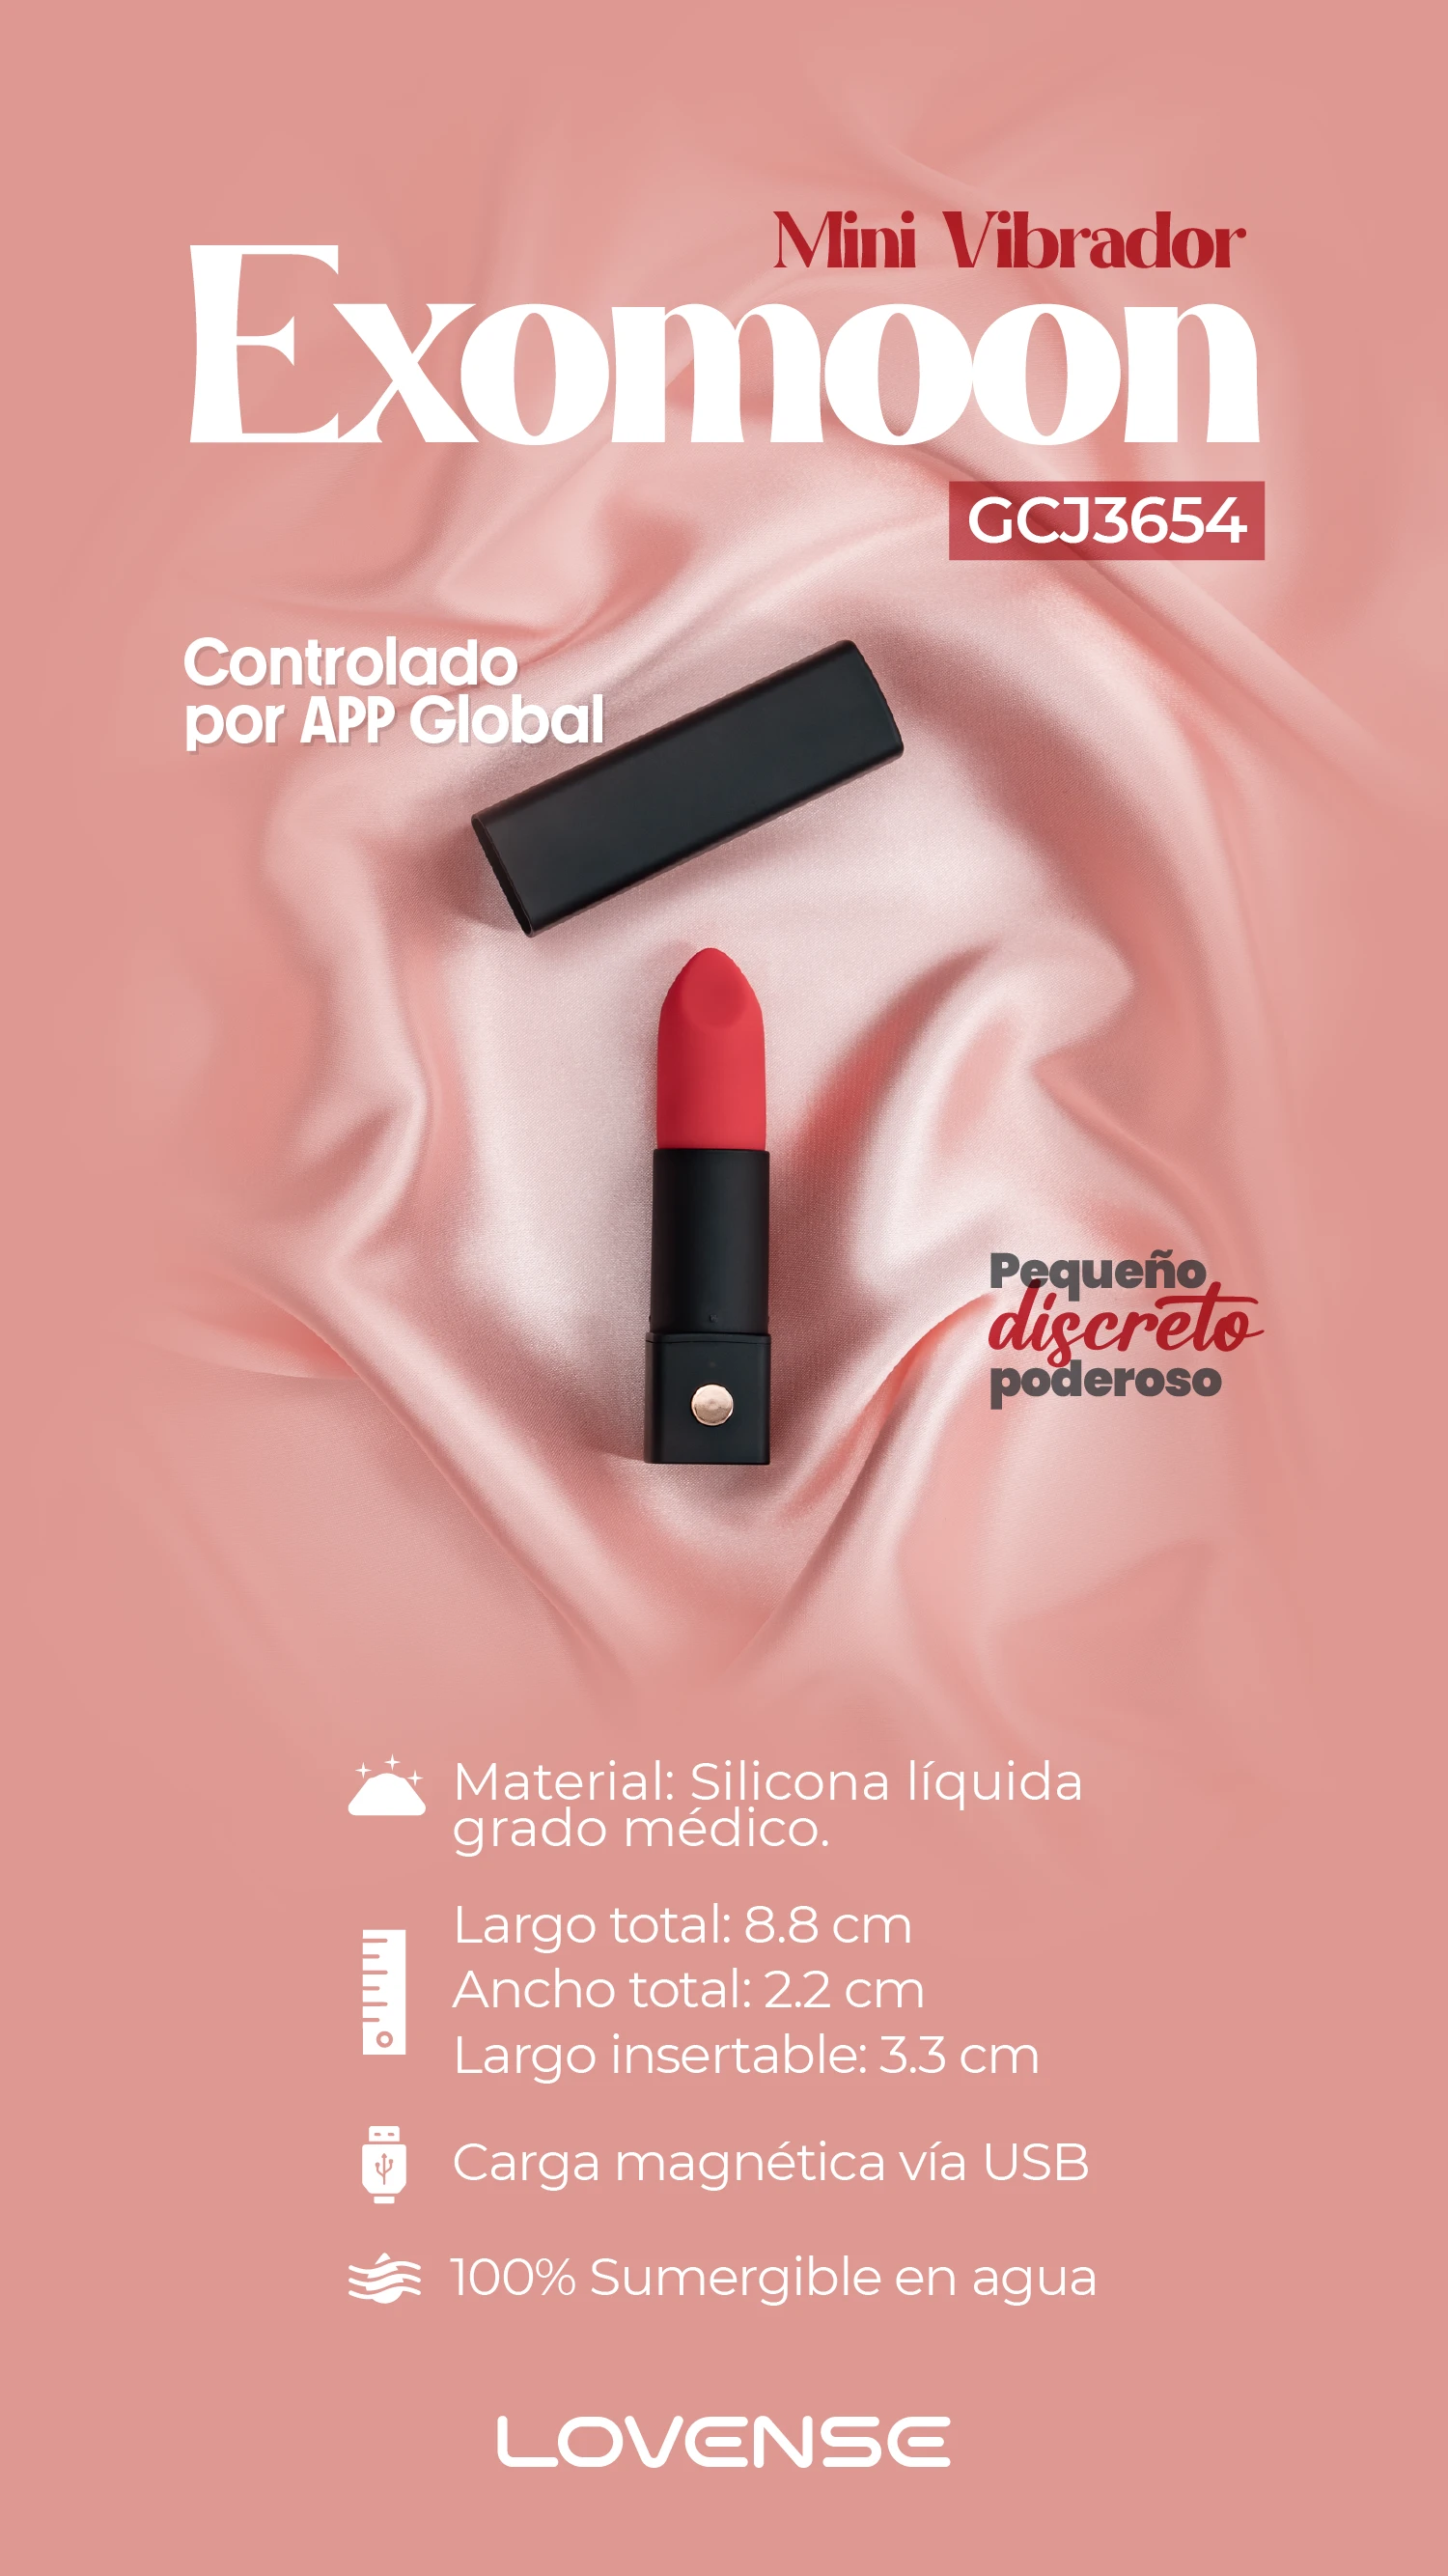 Mini Vibrador
Exomoon
GCJ3654
Controlado
por APP Global
Pequeño
discreto
poderoso
Material: Silicona líquida
grado médico.
Largo total: 8.8 cm
Ancho total: 2.2 cm
Largo insertable: 3.3 cm
Carga magnética vía USB
100% Sumergible en agua
LOVENSE